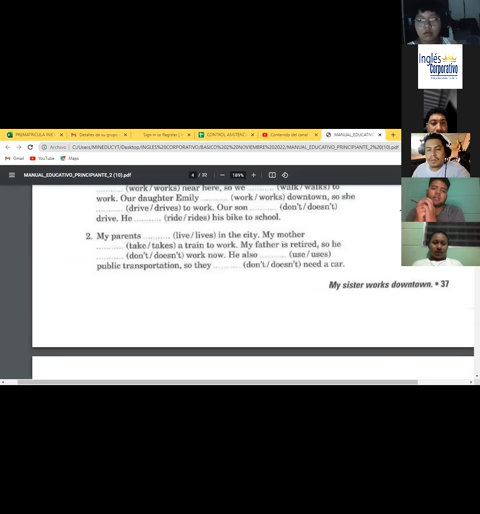 Inglés
Corporativo
PREMATRICULA INIC
Detalles de su grupo
Sign in or Register |
CONTROL ASISTENC
Contenido del canal
MANUAL_EDUCATIV
Archivo | C:/Users/MINEDUCYT/Desktop/INGLES%20CORPORATIVO/BASICO%202%20NOVIEMBRE%202022/MANUAL_EDUCATIVO_PRINCIPIANTE_2%20(10).pdf
Gmail YouTube Maps
MANUAL_EDUCATIVO_PRINCIPIANTE_2 (10).pdf 4 / 32 189%
.......... (work / works) near here, so we .......... (walk / walks) to
work. Our daughter Emily .......... (work / works) downtown, so she
.......... (drive / drives) to work. Our son .......... (don't / doesn't)
drive. He .......... (ride / rides) his bike to school.
2. My parents .......... (live / lives) in the city. My mother
.......... (take / takes) a train to work. My father is retired, so he
.......... (don't / doesn't) work now. He also .......... (use / uses)
public transportation, so they .......... (don't / doesn't) need a car.
My sister works downtown. • 37